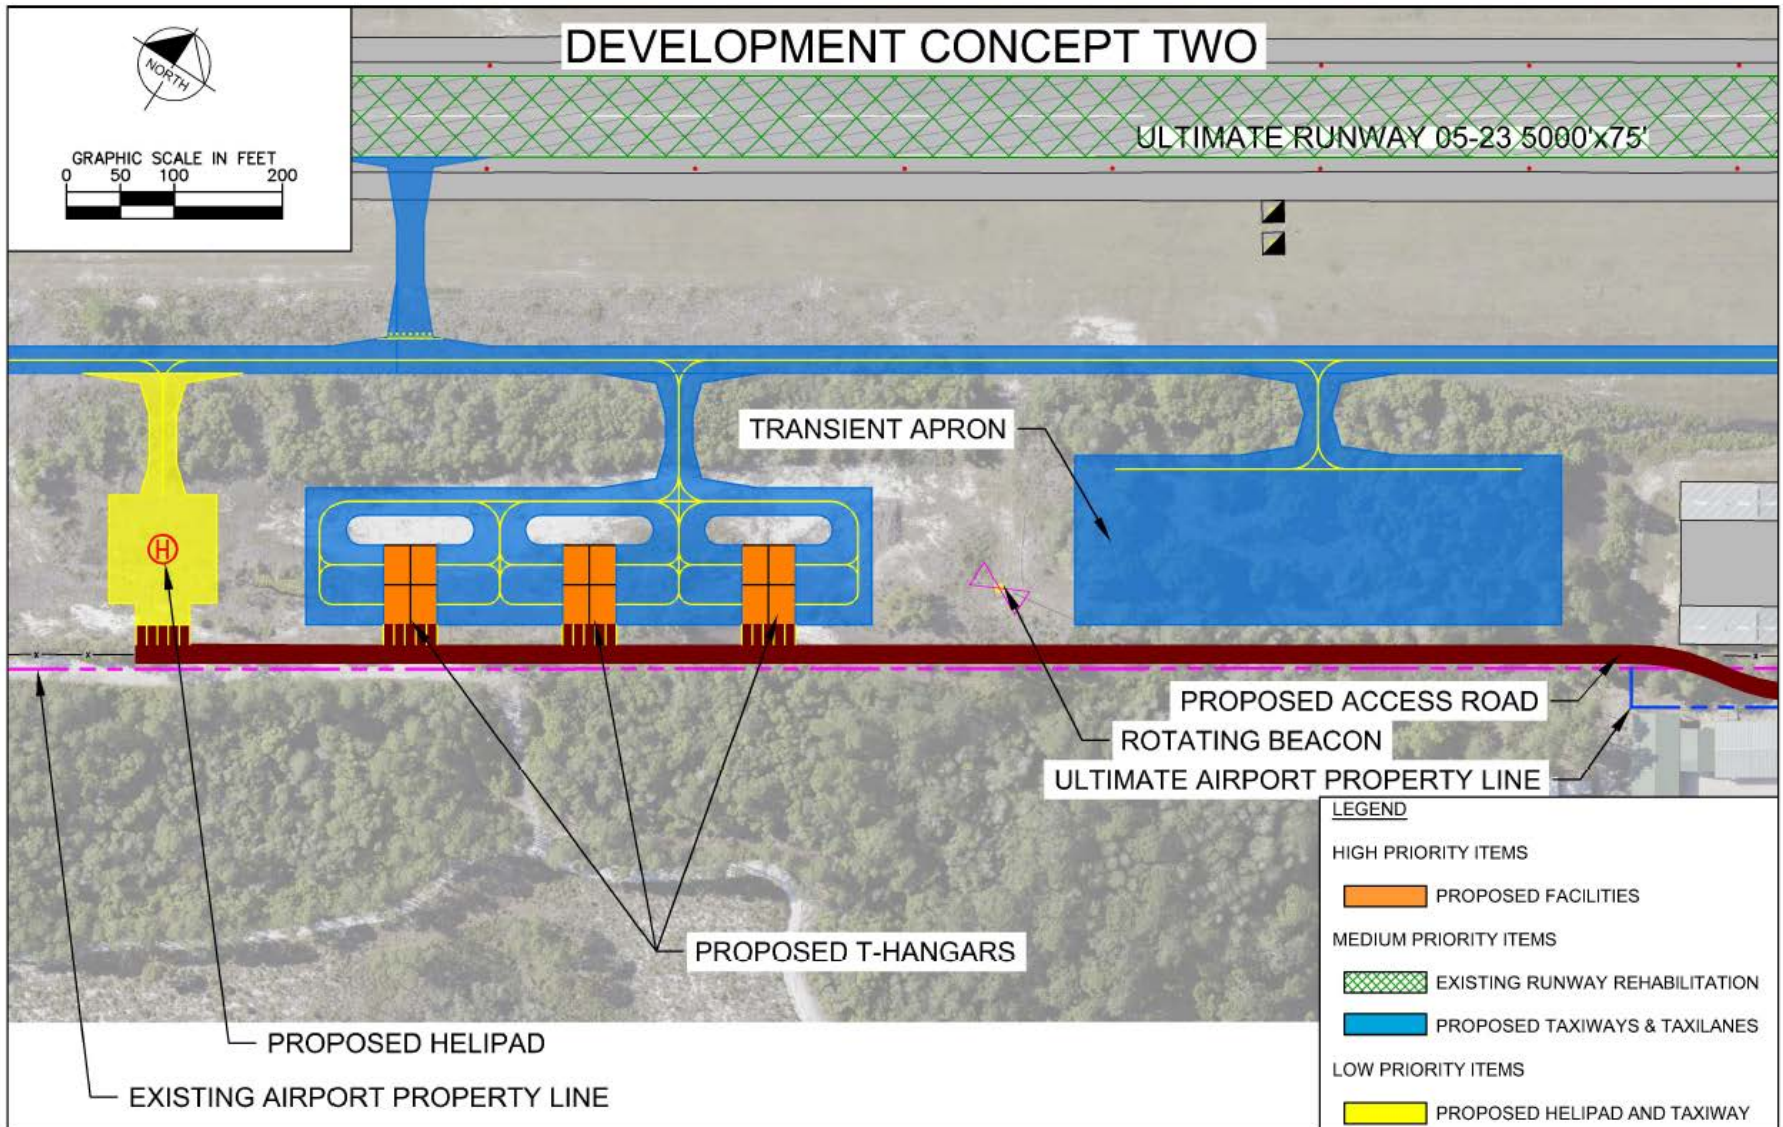 DEVELOPMENT CONCEPT TWO
NORTH
GRAPHIC SCALE IN FEET
0 50 100 200
ULTIMATE RUNWAY 05-23 5000'x75'
TRANSIENT APRON
H
x x
x
PROPOSED ACCESS ROAD
ROTATING BEACON
ULTIMATE AIRPORT PROPERTY LINE
PROPOSED T-HANGARS
PROPOSED HELIPAD
EXISTING AIRPORT PROPERTY LINE
LEGEND
HIGH PRIORITY ITEMS
PROPOSED FACILITIES
MEDIUM PRIORITY ITEMS
EXISTING RUNWAY REHABILITATION
PROPOSED TAXIWAYS & TAXILANES
LOW PRIORITY ITEMS
PROPOSED HELIPAD AND TAXIWAY